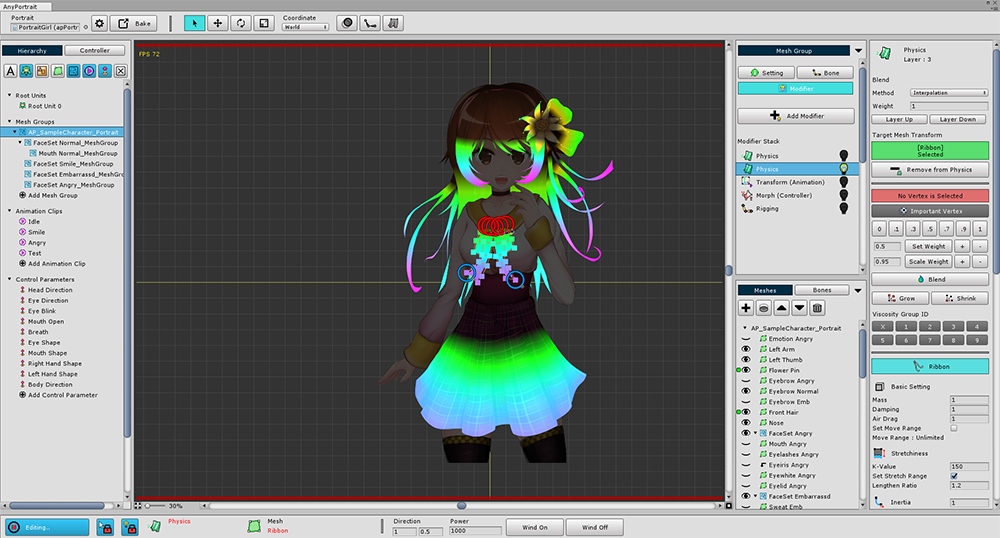 AnyPortrait
Portrait
PortraitGirl (apPortr
Bake
Coordinate
World
Hierarchy
Controller
Root Units
Root Unit 0
Mesh Groups
AP_SampleCharacter_Portrait
FaceSet Normal_MeshGroup
Mouth Normal_MeshGroup
FaceSet Smile_MeshGroup
FaceSet Embarrassd_MeshGro
FaceSet Angry_MeshGroup
Add Mesh Group
Animation Clips
Idle
Smile
Angry
Test
Add Animation Clip
Control Parameters
Head Direction
Eye Direction
Eye Blink
Mouth Open
Breath
Eye Shape
Mouth Shape
Right Hand Shape
Left Hand Shape
Body Direction
Add Control Parameter
FPS 72
30%
Mesh Group
Setting
Bone
Modifier
Add Modifier
Modifier Stack
Physics
Physics
Transform (Animation)
Morph (Controller)
Rigging
Meshes
Bones
AP_SampleCharacter_Portrait
Emotion Angry
Left Arm
Left Thumb
Flower Pin
Eyebrow Angry
Eyebrow Normal
Eyebrow Emb
Front Hair
Nose
FaceSet Angry
Mouth Angry
Eyelashes Angry
Eyeiris Angry
Eyewhite Angry
Eyelid Angry
FaceSet Embarrassd
Sweat Emb
Physics
Layer : 3
Blend
Method
Interpolation
Weight
1
Layer Up
Layer Down
Target Mesh Transform
[Ribbon]
Selected
Remove from Physics
No Vertex is Selected
Important Vertex
0 .1 .3 .5 .7 .9 1
0.5 Set Weight + -
0.95 Scale Weight + -
Blend
Grow
Shrink
Viscosity Group ID
X 1 2 3 4
5 6 7 8 9
Ribbon
Basic Setting
Mass 1
Damping 1
Air Drag 1
Set Move Range
Move Range : Unlimited
Stretchiness
K-Value 150
Set Stretch Range
Lengthen Ratio 1.2
Inertia 1
Editing..
Physics
Mesh
Ribbon
Direction
1 0.5
Power
1000
Wind On
Wind Off